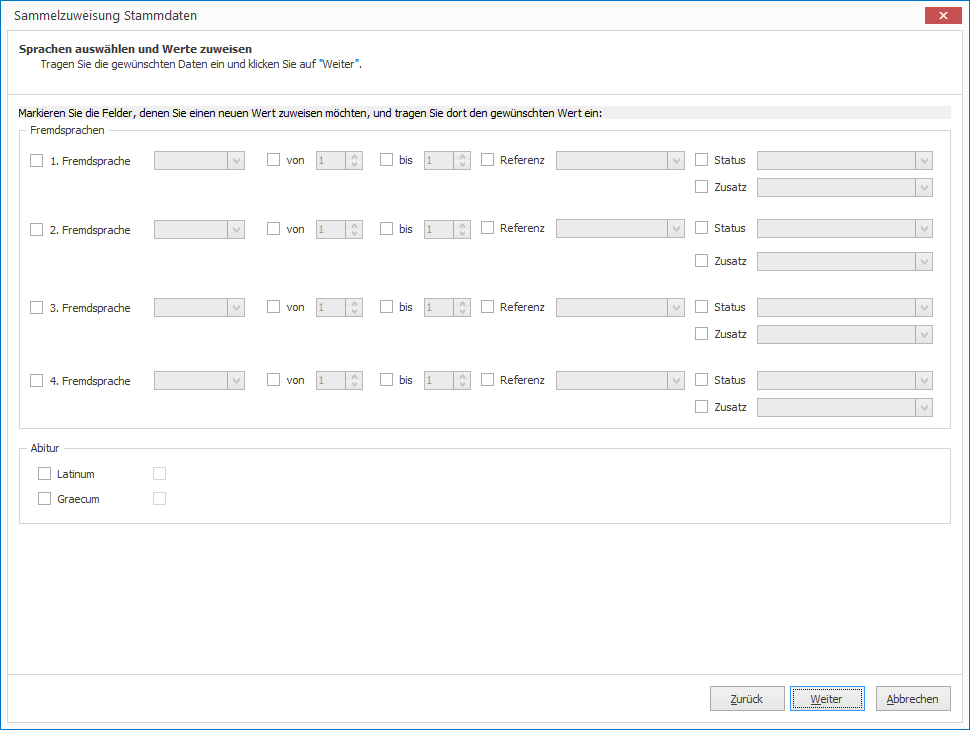 Sammelzuweisung Stammdaten
Sprachen auswählen und Werte zuweisen
Tragen Sie die gewünschten Daten ein und klicken Sie auf "Weiter".
Markieren Sie die Felder, denen Sie einen neuen Wert zuweisen möchten, und tragen Sie dort den gewünschten Wert ein:
Fremdsprachen
1. Fremdsprache von 1 bis 1 Referenz Status
Zusatz
2. Fremdsprache von 1 bis 1 Referenz Status
Zusatz
3. Fremdsprache von 1 bis 1 Referenz Status
Zusatz
4. Fremdsprache von 1 bis 1 Referenz Status
Zusatz
Abitur
Latinum
Graecum
Zurück Weiter Abbrechen